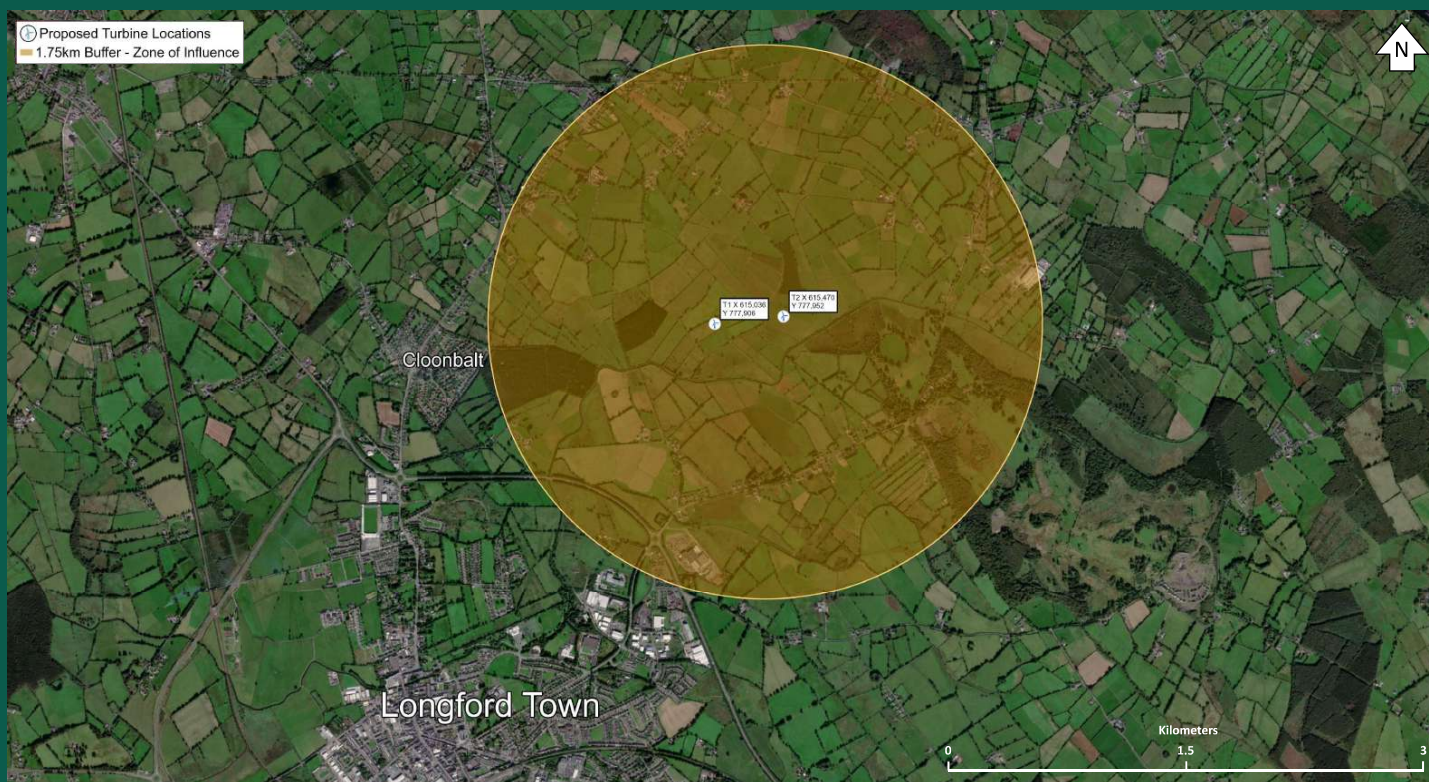 Proposed Turbine Locations
1.75km Buffer - Zone of Influence
N
T1 X 615,036
Y 777,906
T2 X 615,470
Y 777,952
Cloonbalt
Longford Town
Kilometers
0 1.5 3